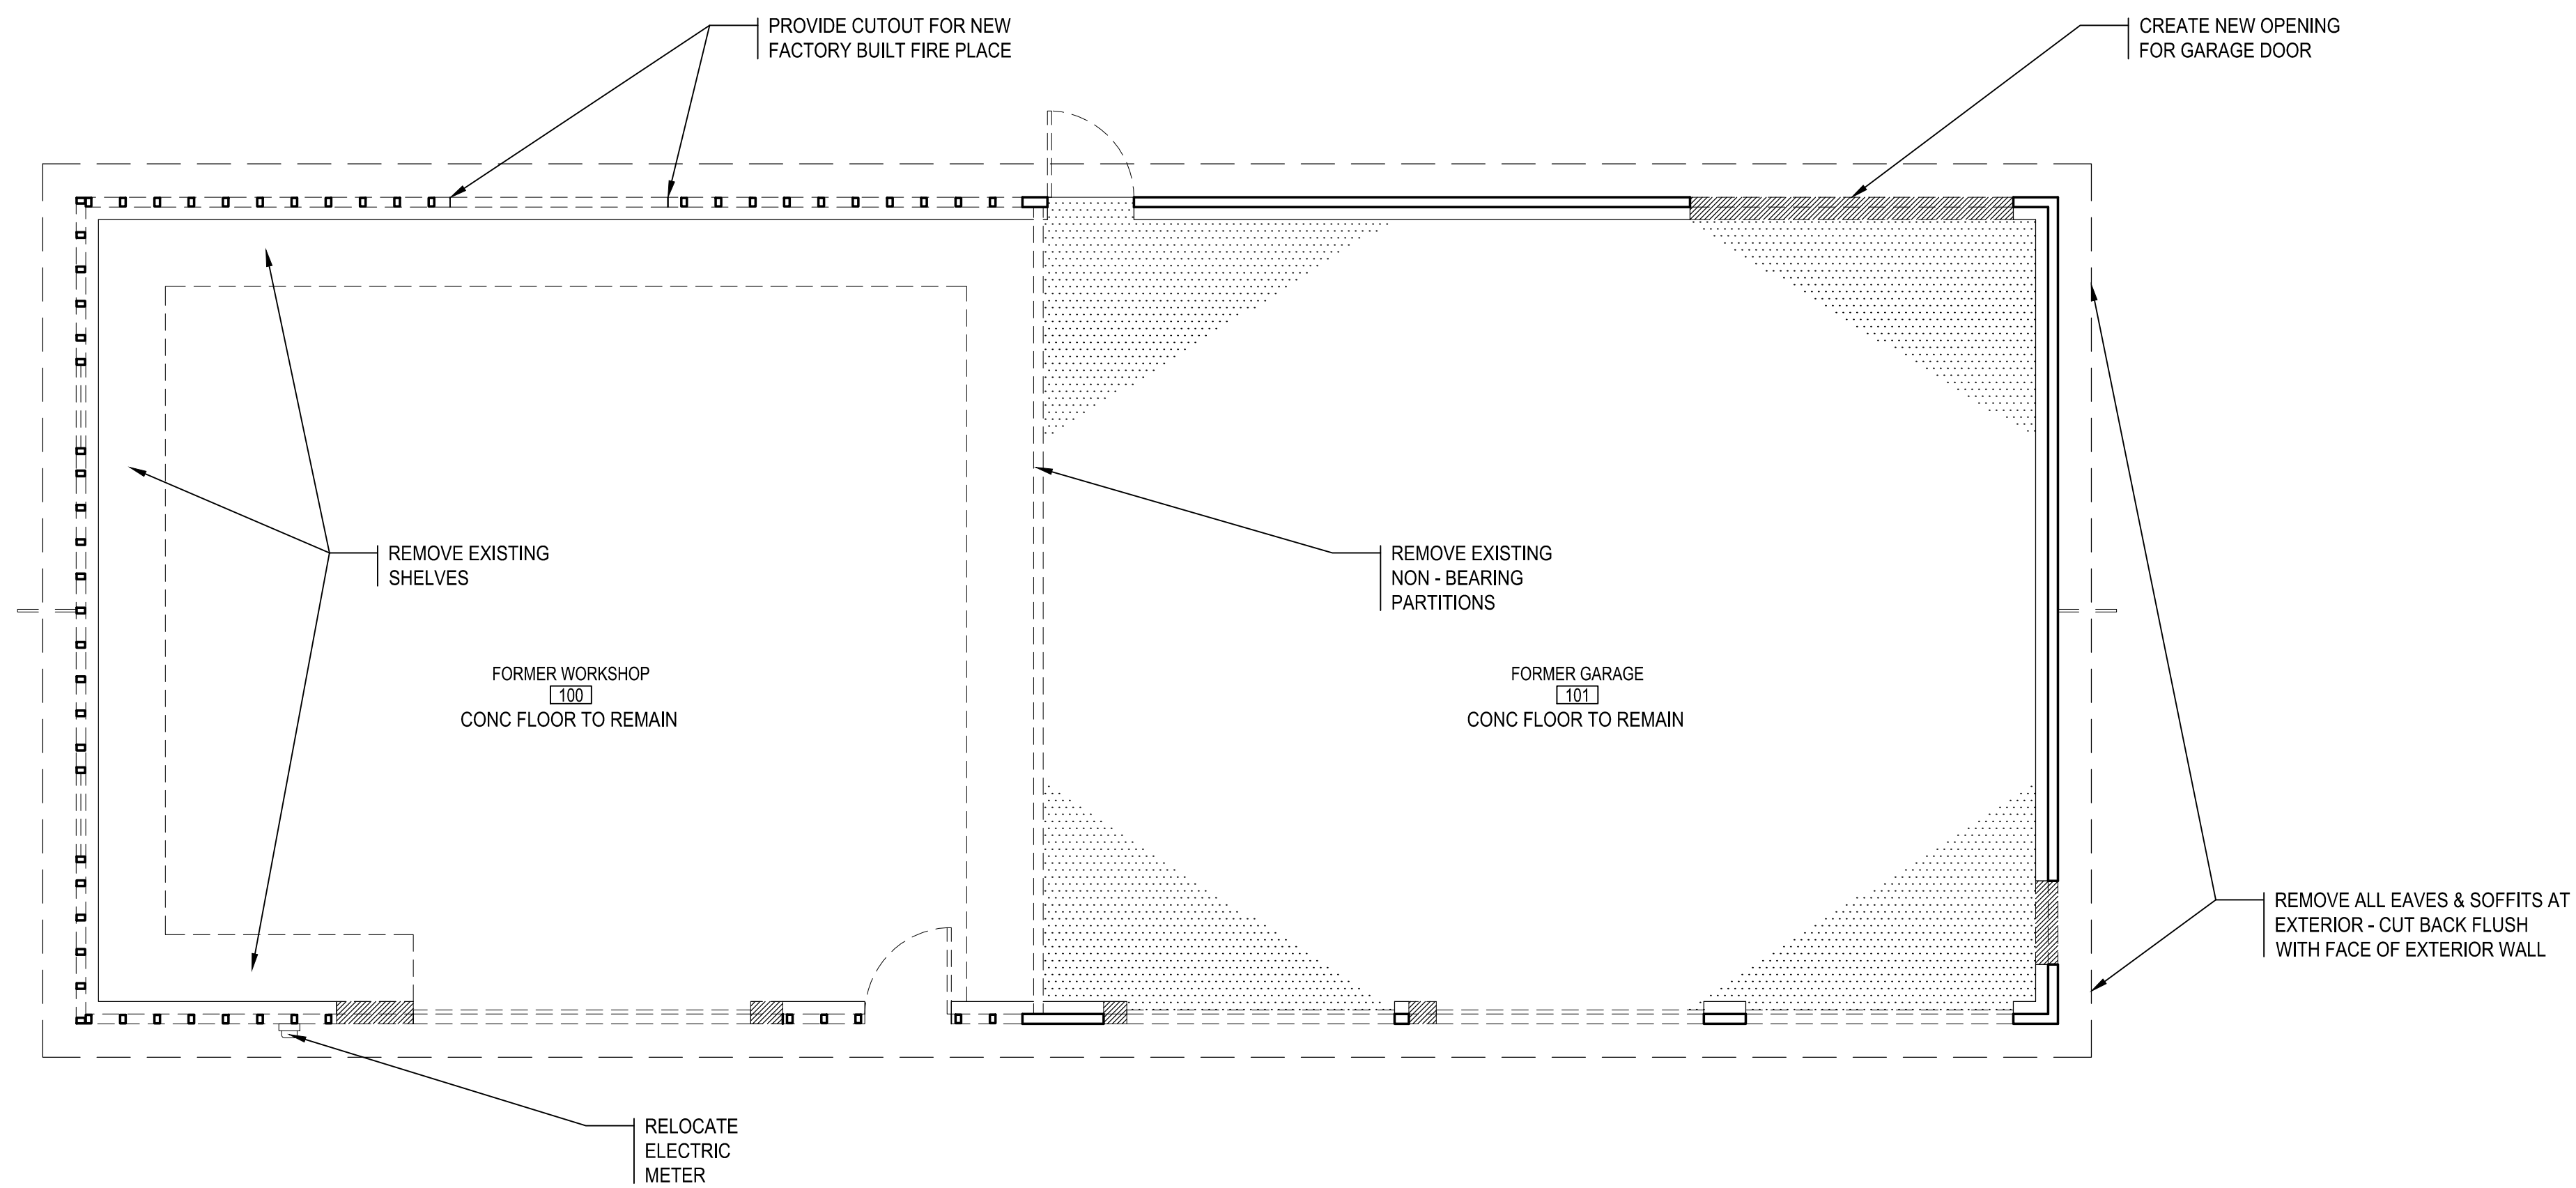 PROVIDE CUTOUT FOR NEW
FACTORY BUILT FIRE PLACE
CREATE NEW OPENING
FOR GARAGE DOOR
REMOVE EXISTING
SHELVES
REMOVE EXISTING
NON - BEARING
PARTITIONS
FORMER WORKSHOP
100
CONC FLOOR TO REMAIN
FORMER GARAGE
101
CONC FLOOR TO REMAIN
REMOVE ALL EAVES & SOFFITS AT
EXTERIOR - CUT BACK FLUSH
WITH FACE OF EXTERIOR WALL
RELOCATE
ELECTRIC
METER